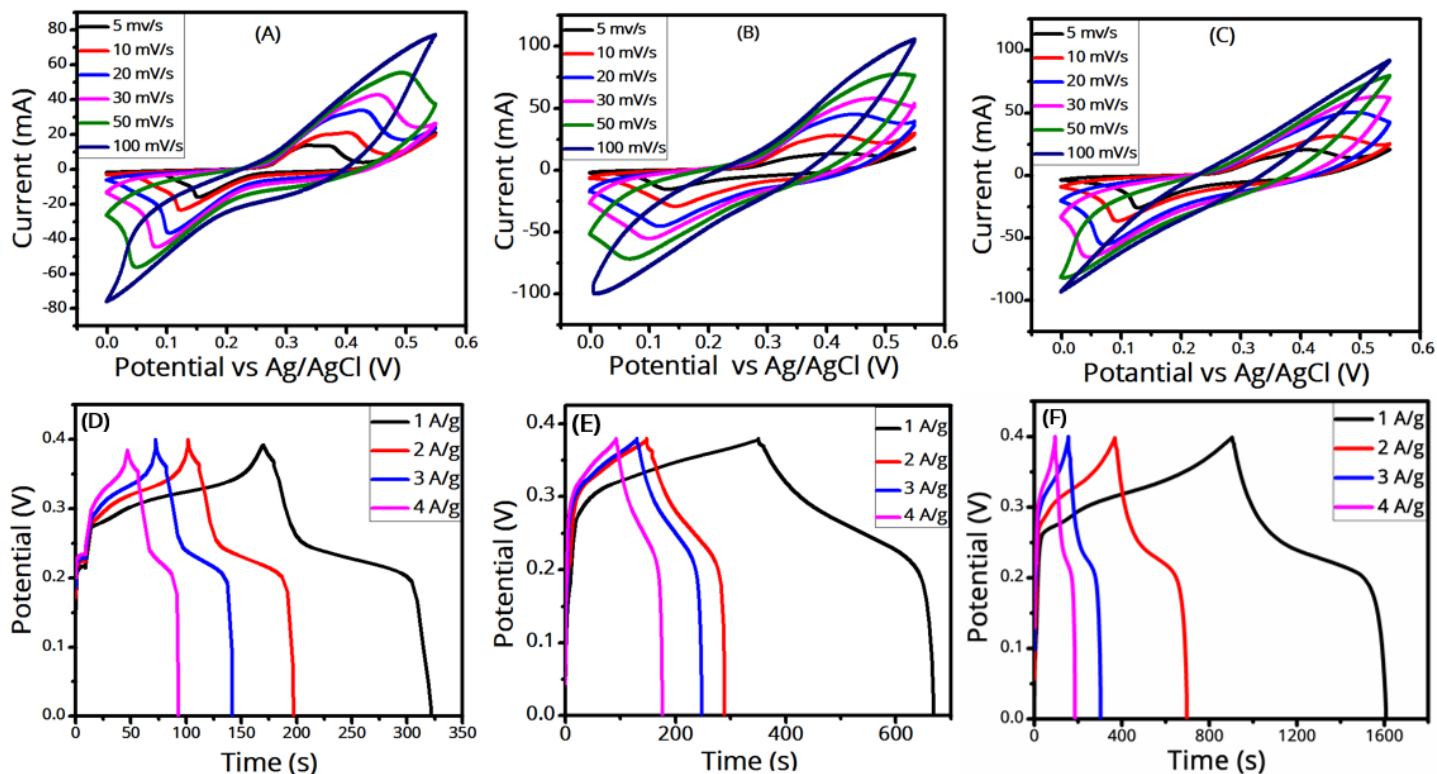 (A)
5 mv/s
10 mV/s
20 mV/s
30 mV/s
50 mV/s
100 mV/s
80
60
40
20
0
-20
-40
-60
-80
Current (mA)
0.0 0.1 0.2 0.3 0.4 0.5 0.6
Potential vs Ag/AgCl (V)
(B)
5 mv/s
10 mV/s
20 mV/s
30 mV/s
50 mV/s
100 mV/s
100
50
0
-50
-100
Current (mA)
0.0 0.1 0.2 0.3 0.4 0.5 0.6
Potential vs Ag/AgCl (V)
(C)
5 mv/s
10 mV/s
20 mV/s
30 mV/s
50 mV/s
100 mV/s
100
50
0
-50
-100
Current (mA)
0.0 0.1 0.2 0.3 0.4 0.5 0.6
Potantial vs Ag/AgCl (V)
(D)
1 A/g
2 A/g
3 A/g
4 A/g
0.4
0.3
0.2
0.1
0.0
Potential (V)
0 50 100 150 200 250 300 350
Time (s)
(E)
1 A/g
2 A/g
3 A/g
4 A/g
0.4
0.3
0.2
0.1
0.0
Potential (V)
0 200 400 600
Time (s)
(F)
1 A/g
2 A/g
3 A/g
4 A/g
0.4
0.3
0.2
0.1
0.0
Potential (V)
0 400 800 1200 1600
Time (s)